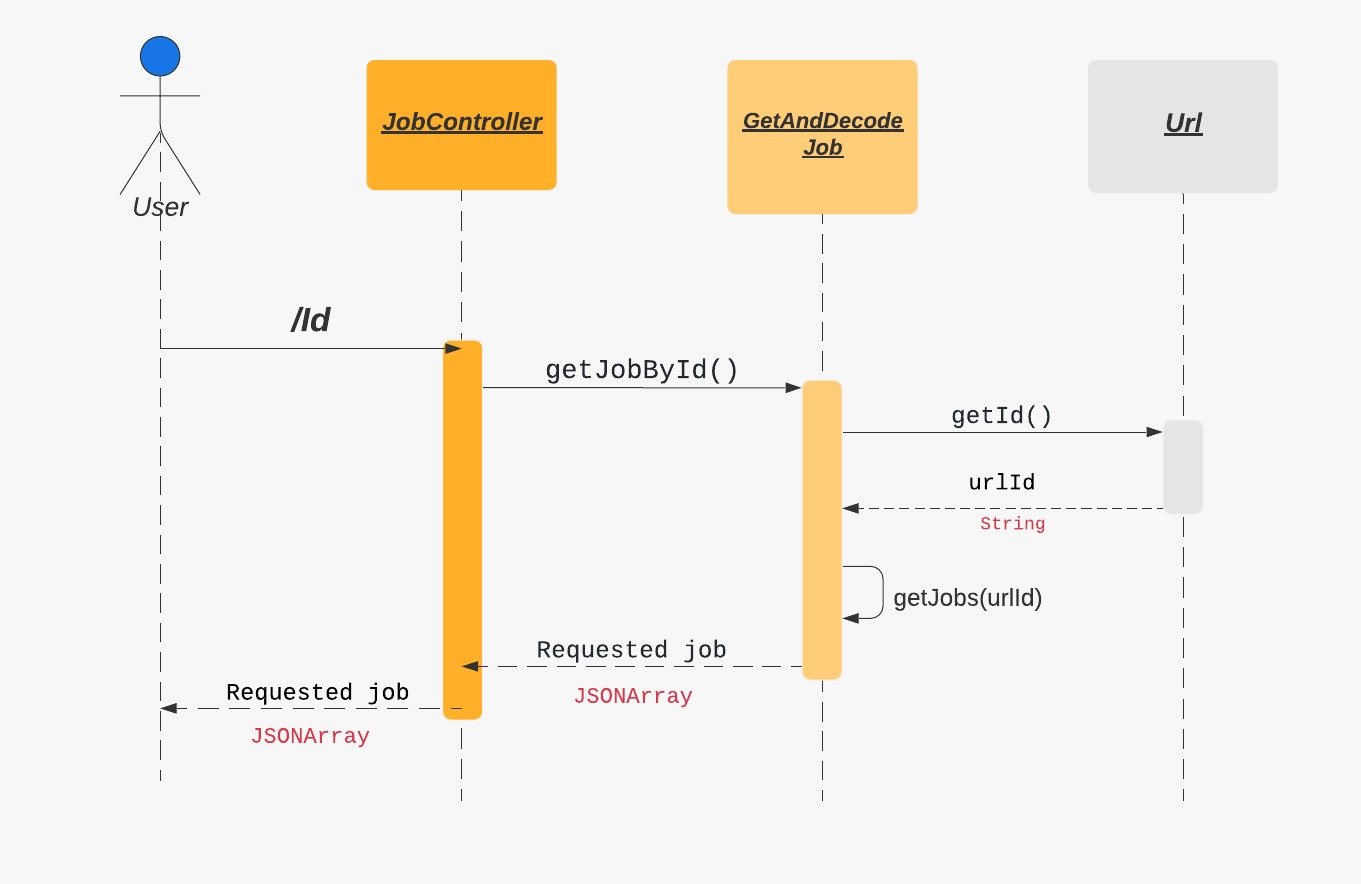 JobController
GetAndDecode
Job
Url
User
/Id
getJobById()
getId()
urlId
String
getJobs(urlId)
Requested job
JSONArray
Requested job
JSONArray